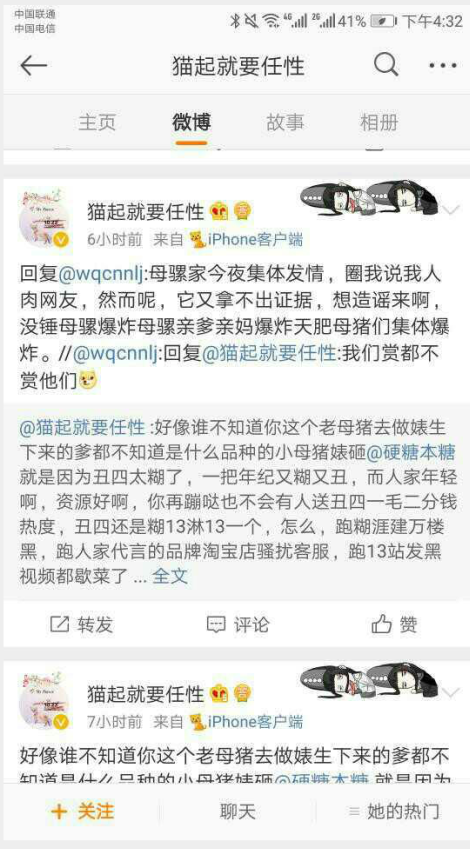 中国联通
中国电信
4G 2G 41% 下午4:32
猫起就要任性
主页 微博 故事 相册
猫起就要任性
6小时前 来自 iPhone客户端
回复@wqcnnlj:母骡家今夜集体发情，圈我说我人
肉网友，然而呢，它又拿不出证据，想造谣来啊，
没锤母骡爆炸母骡亲爹亲妈爆炸天肥母猪们集体爆
炸。//@wqcnnlj:回复@猫起就要任性:我们赏都不
赏他们
@猫起就要任性 :好像谁不知道你这个老母猪去做婊生
下来的爹都不知道是什么品种的小母猪婊砸@硬糖本糖
就是因为丑四太糊了，一把年纪又糊又丑，而人家年轻
啊，资源好啊，你再蹦哒也不会有人送丑四一毛二分钱
热度，丑四还是糊13淋13一个，怎么，跑糊涯建万楼
黑，跑人家代言的品牌淘宝店骚扰客服，跑13站发黑
视频都歇菜了 ... 全文
转发 评论 赞
猫起就要任性
7小时前 来自 iPhone客户端
好像谁不知道你这个老母猪去做婊生下来的爹都不
知道是什么品种的小母猪婊砸@硬糖本糖 就是因为
+ 关注 聊天 她的热门